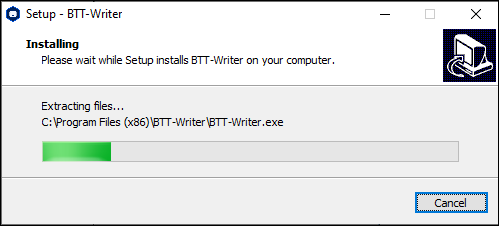 Setup - BTT-Writer
Installing
Please wait while Setup installs BTT-Writer on your computer.
Extracting files...
C:\Program Files (x86)\BTT-Writer\BTT-Writer.exe
Cancel